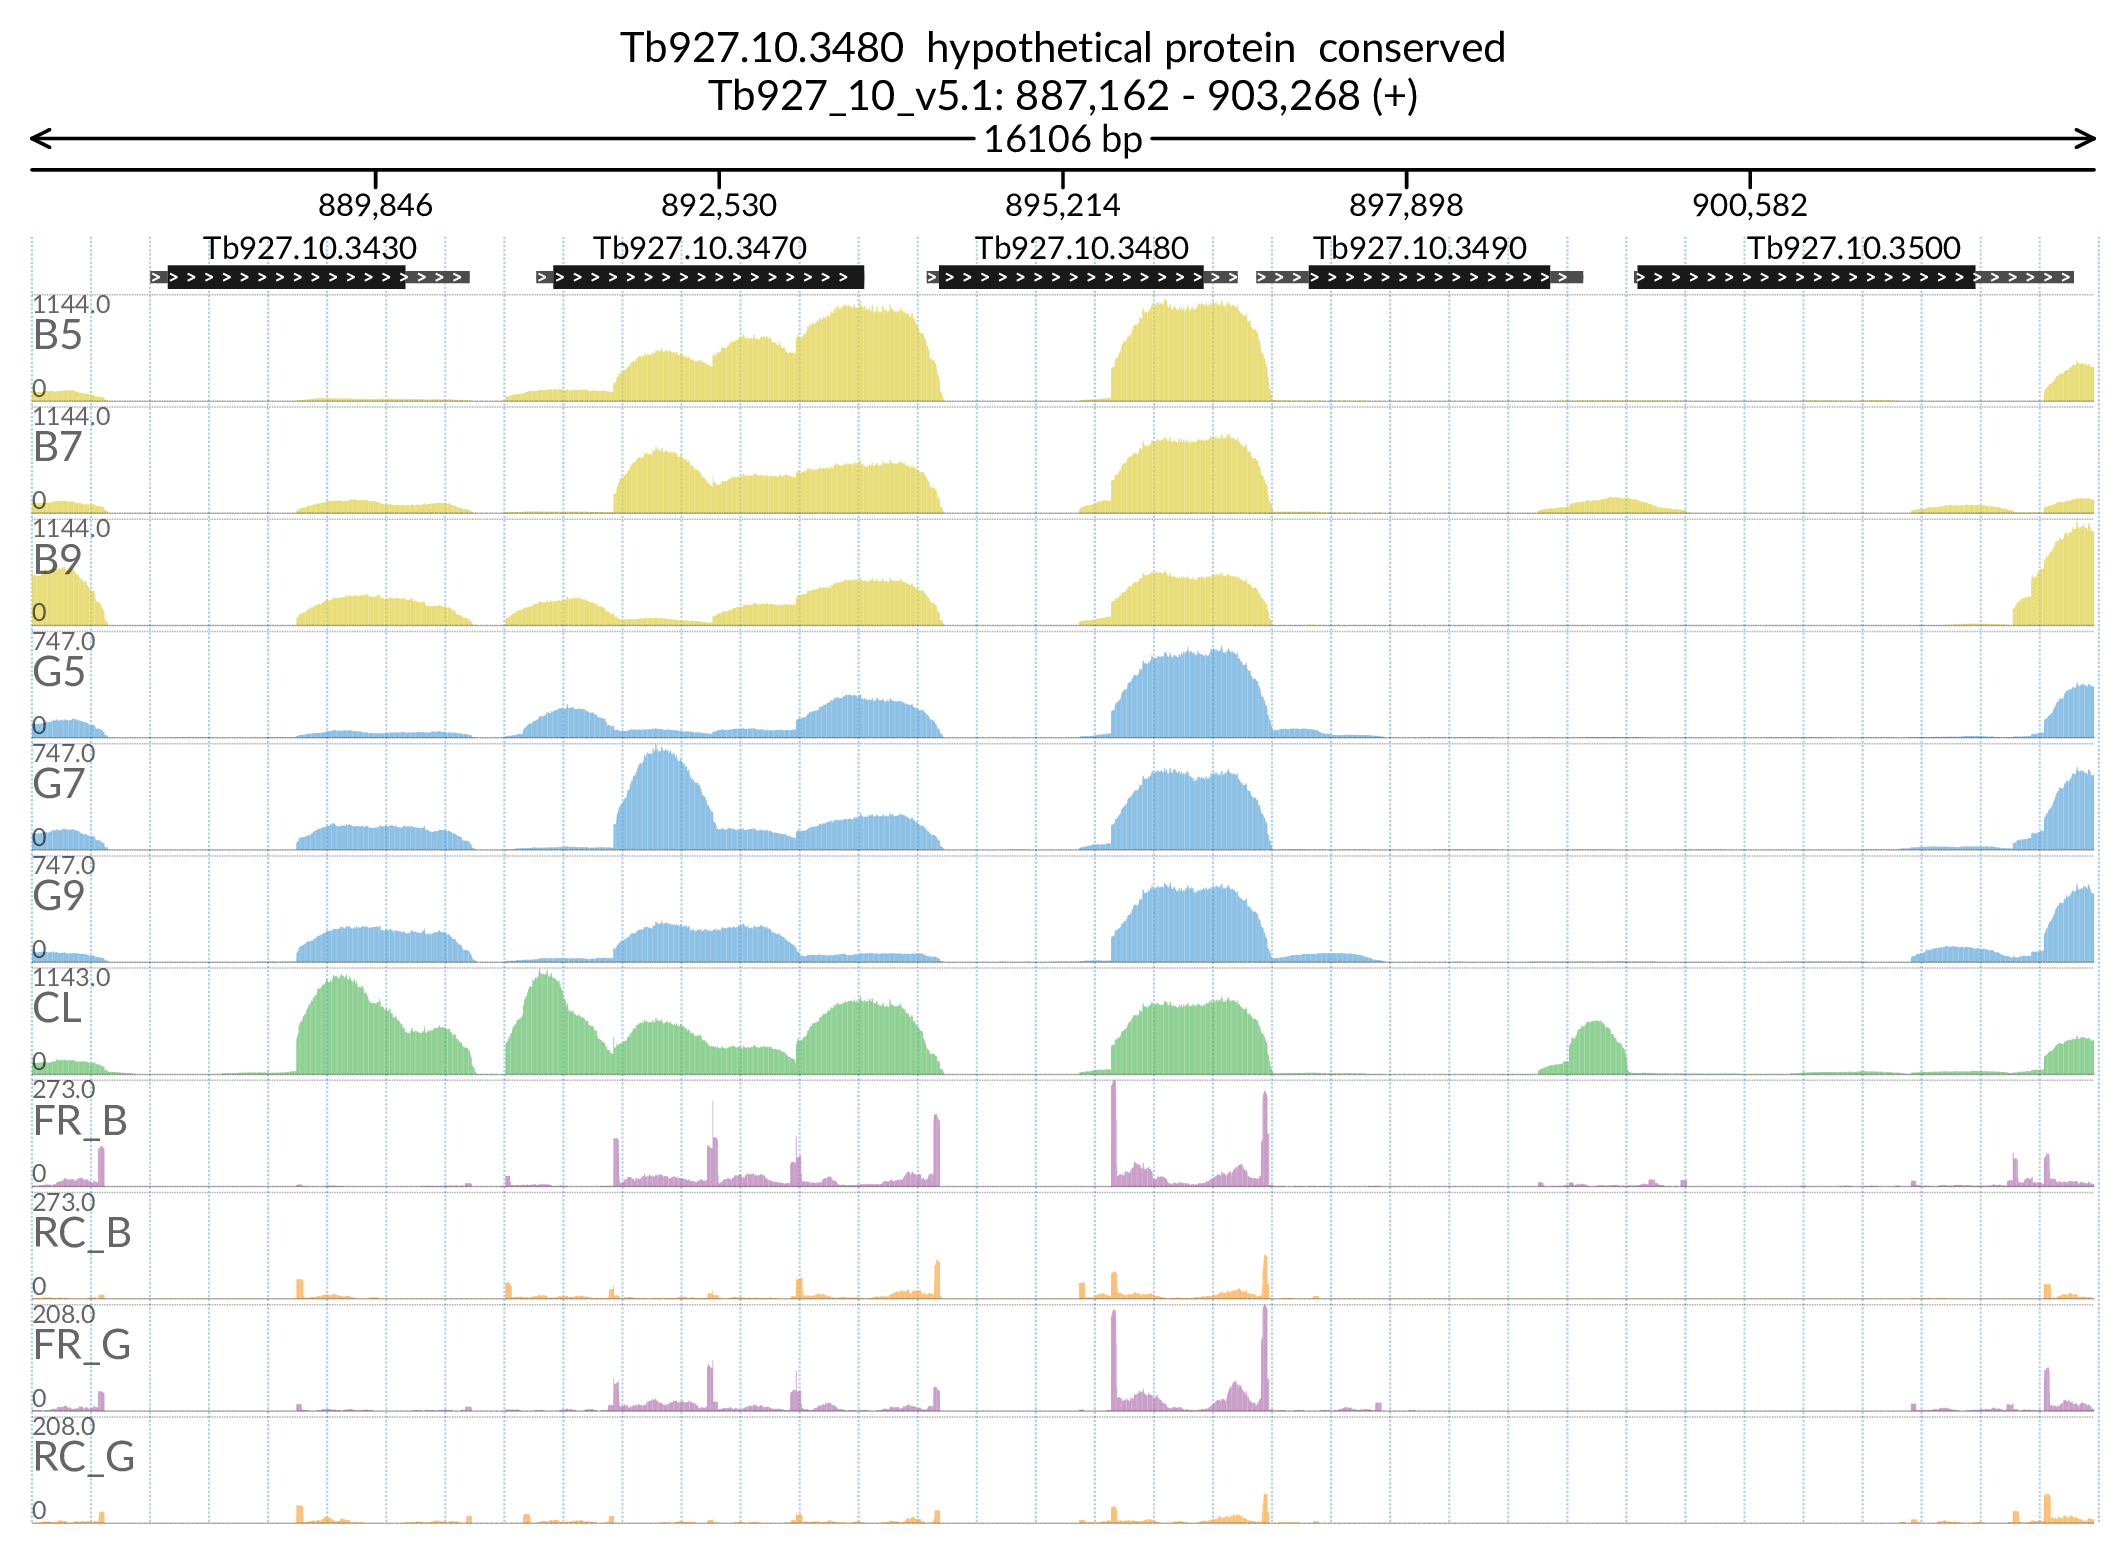 Tb927.10.3480  hypothetical protein  conserved
Tb927_10_v5.1: 887,162 - 903,268 (+)
16106 bp
889,846 892,530 895,214 897,898 900,582
Tb927.10.3430 Tb927.10.3470 Tb927.10.3480 Tb927.10.3490 Tb927.10.3500
1144.0
B5
0
1144.0
B7
0
1144.0
B9
0
747.0
G5
0
747.0
G7
0
747.0
G9
0
1143.0
CL
0
273.0
FR_B
0
273.0
RC_B
0
208.0
FR_G
0
208.0
RC_G
0